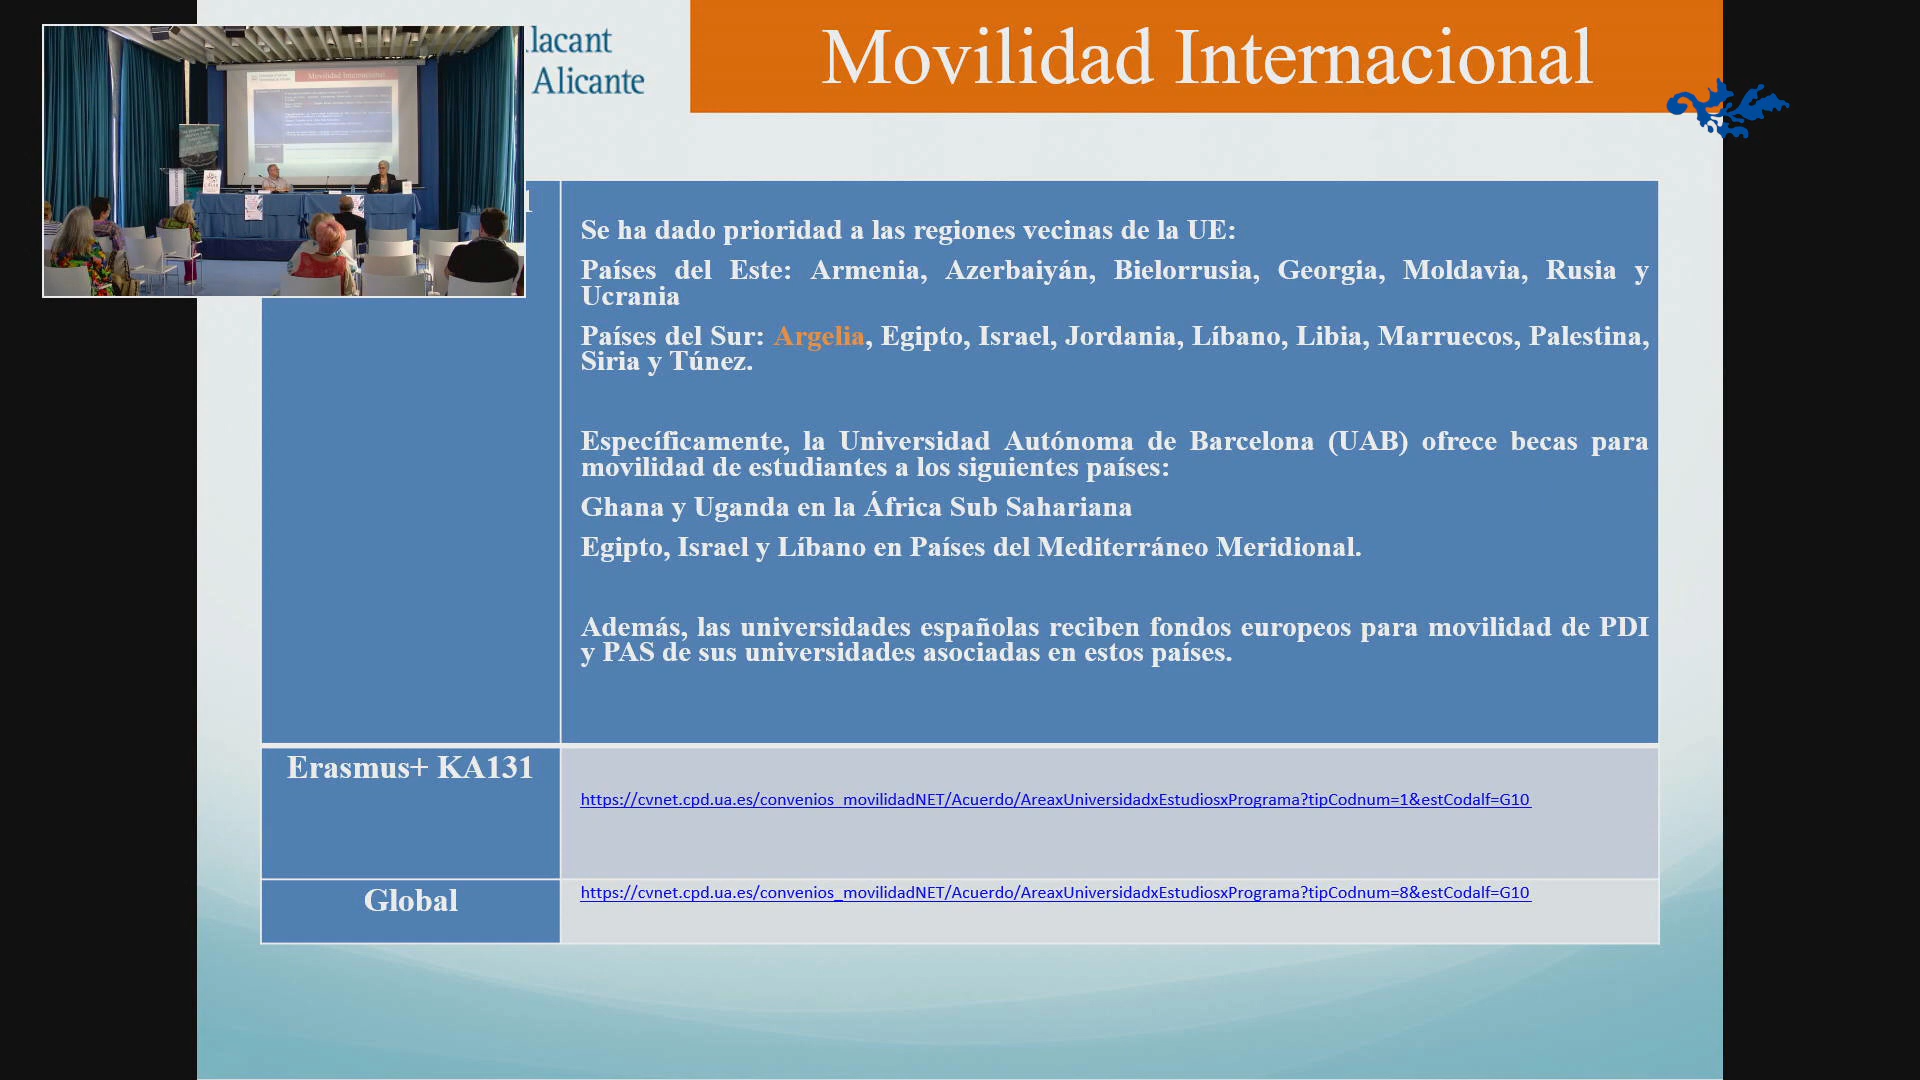 lacant
Alicante
Movilidad Internacional
Se ha dado prioridad a las regiones vecinas de la UE:
Países del Este: Armenia, Azerbaiyán, Bielorrusia, Georgia, Moldavia, Rusia y
Ucrania
Países del Sur: Argelia, Egipto, Israel, Jordania, Líbano, Libia, Marruecos, Palestina,
Siria y Túnez.
Específicamente, la Universidad Autónoma de Barcelona (UAB) ofrece becas para
movilidad de estudiantes a los siguientes países:
Ghana y Uganda en la África Sub Sahariana
Egipto, Israel y Líbano en Países del Mediterráneo Meridional.
Además, las universidades españolas reciben fondos europeos para movilidad de PDI
y PAS de sus universidades asociadas en estos países.
Erasmus+ KA131
https://cvnet.cpd.ua.es/convenios_movilidadNET/Acuerdo/AreaxUniversidadxEstudiosxPrograma?tipCodnum=1&estCodalf=G10
Global
https://cvnet.cpd.ua.es/convenios_movilidadNET/Acuerdo/AreaxUniversidadxEstudiosxPrograma?tipCodnum=8&estCodalf=G10
Movilidad Internacional